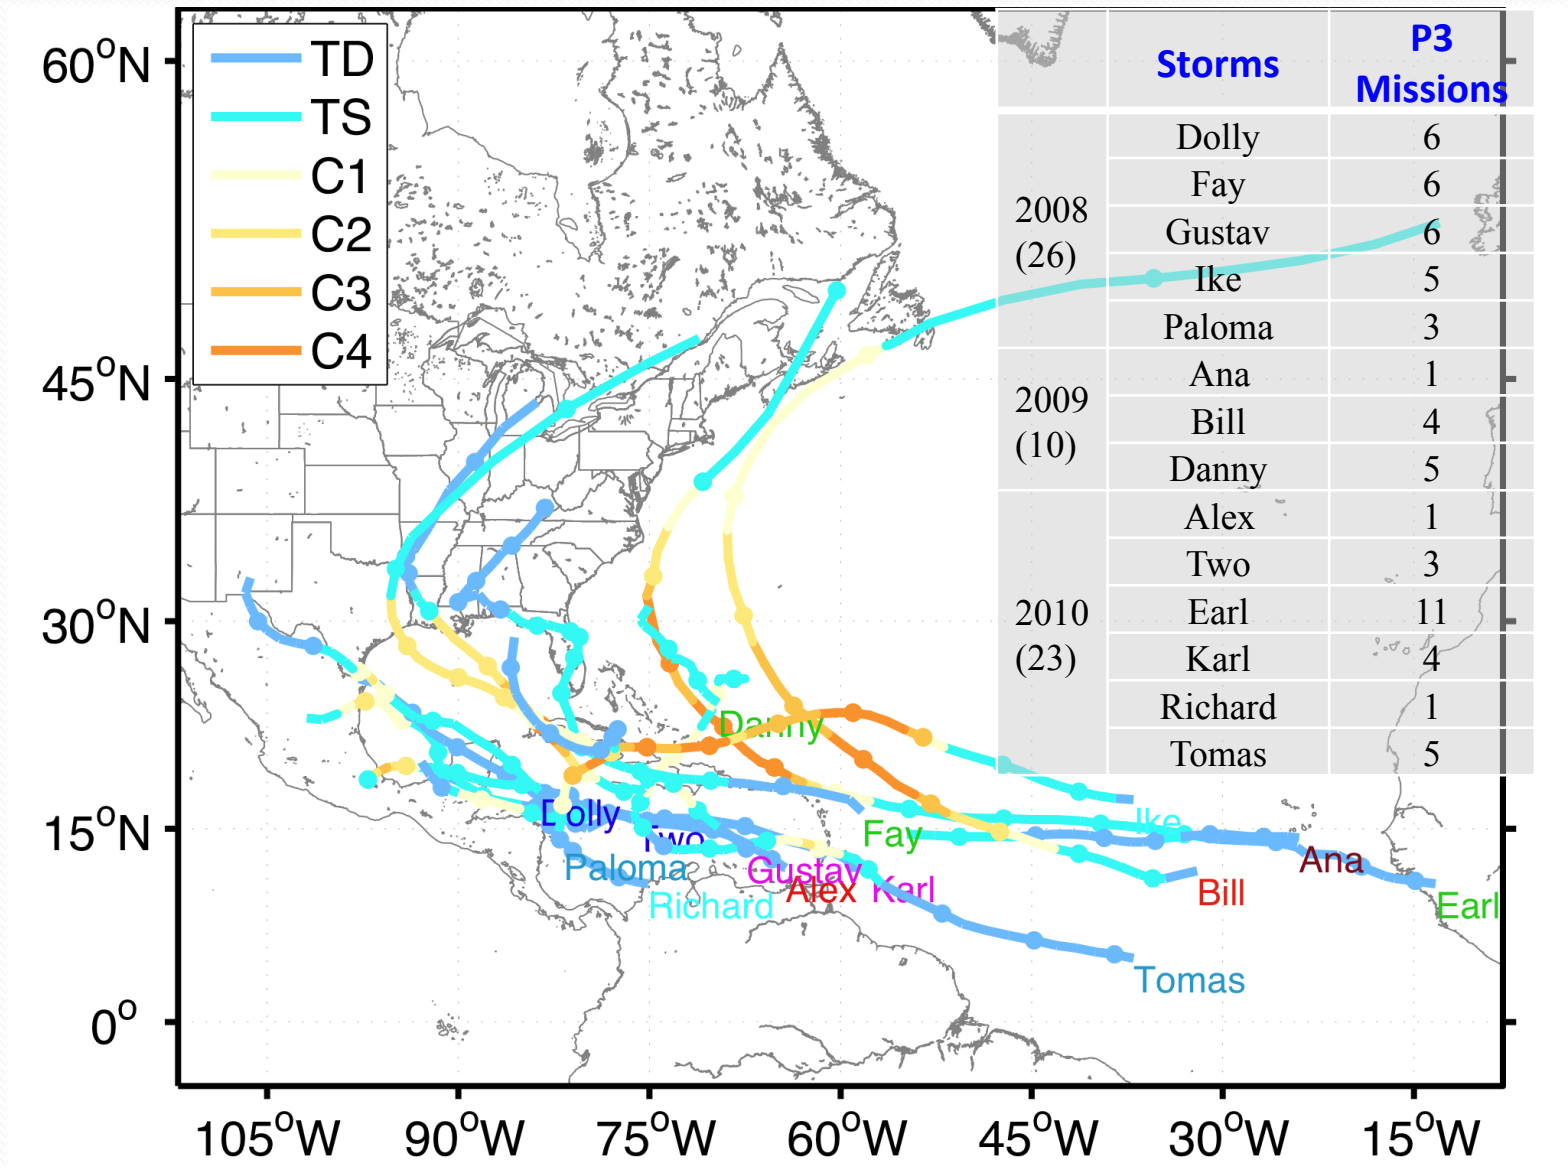 60°N
45°N
30°N
15°N
0°
TD
TS
C1
C2
C3
C4
Storms
P3
Missions
2008
(26)
Dolly 6
Fay 6
Gustav 6
Ike 5
Paloma 3
2009
(10)
Ana 1
Bill 4
Danny 5
2010
(23)
Alex 1
Two 3
Earl 11
Karl 4
Richard 1
Tomas 5
Danny
Dolly
Two
Fay
Ike
Paloma
Gustav
Ana
Richard
Alex
Karl
Bill
Earl
Tomas
105°W 90°W 75°W 60°W 45°W 30°W 15°W